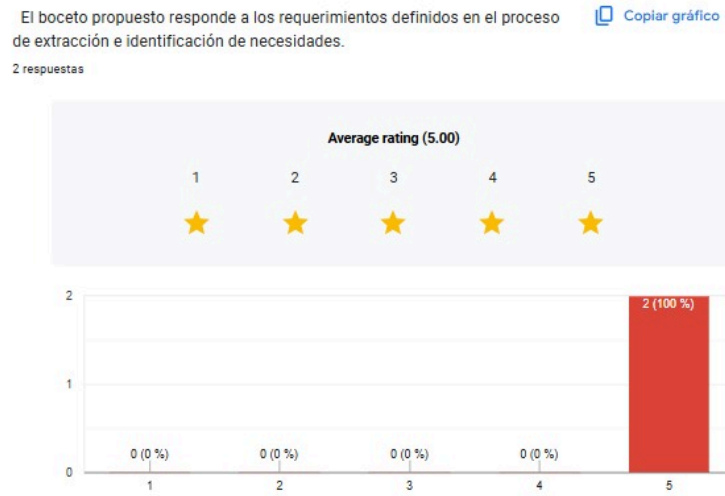 El boceto propuesto responde a los requerimientos definidos en el proceso
de extracción e identificación de necesidades.
Copiar gráfico
2 respuestas
Average rating (5.00)
1 2 3 4 5
2
2 (100 %)
1
0 (0 %) 0 (0 %) 0 (0 %) 0 (0 %)
0
1 2 3 4 5